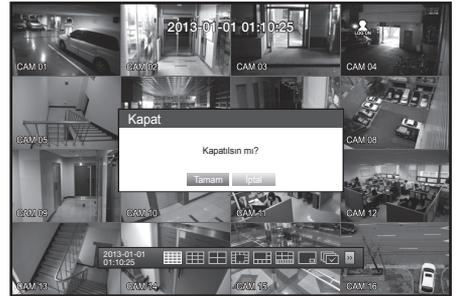 2013-01-01 01:10:25
LOG ON
CAM 01
CAM 02
CAM 03
CAM 04
Kapat
CAM 05
CAM 08
Kapatılsın mı?
Tamam
İptal
CAM 09
CAM 10
CAM 11
CAM 12
2013-01-01
01:10:25
CAM 13
CAM 14
CAM 15
CAM 16